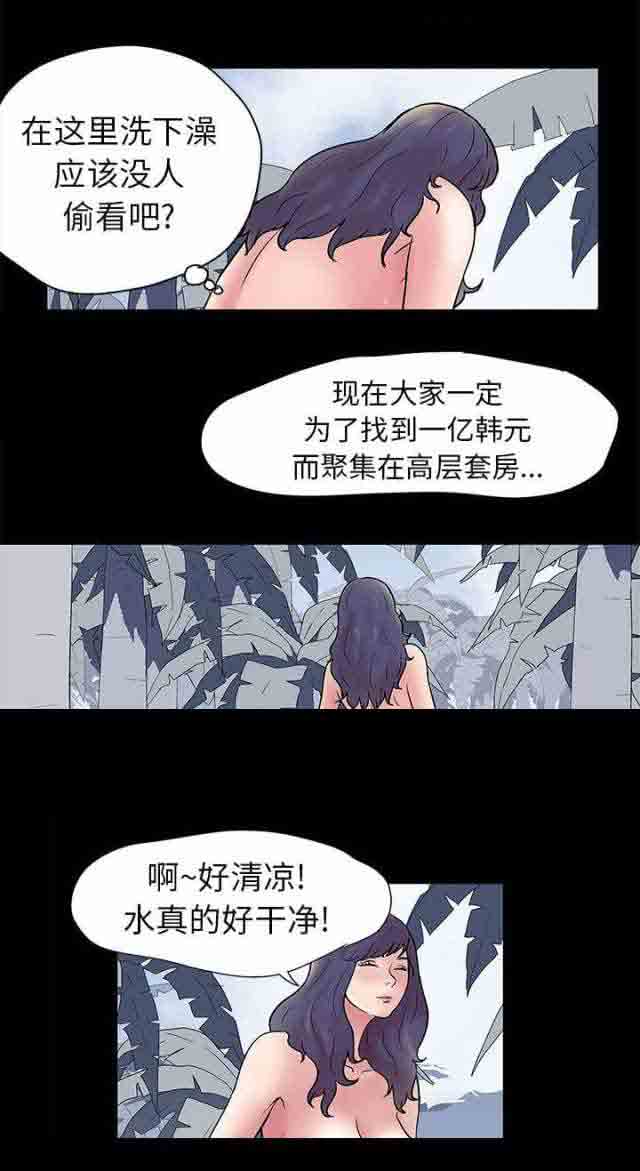 在这里洗下澡
应该没人
偷看吧?
现在大家一定
为了找到一亿韩元
而聚集在高层套房...
啊~好清凉!
水真的好干净!